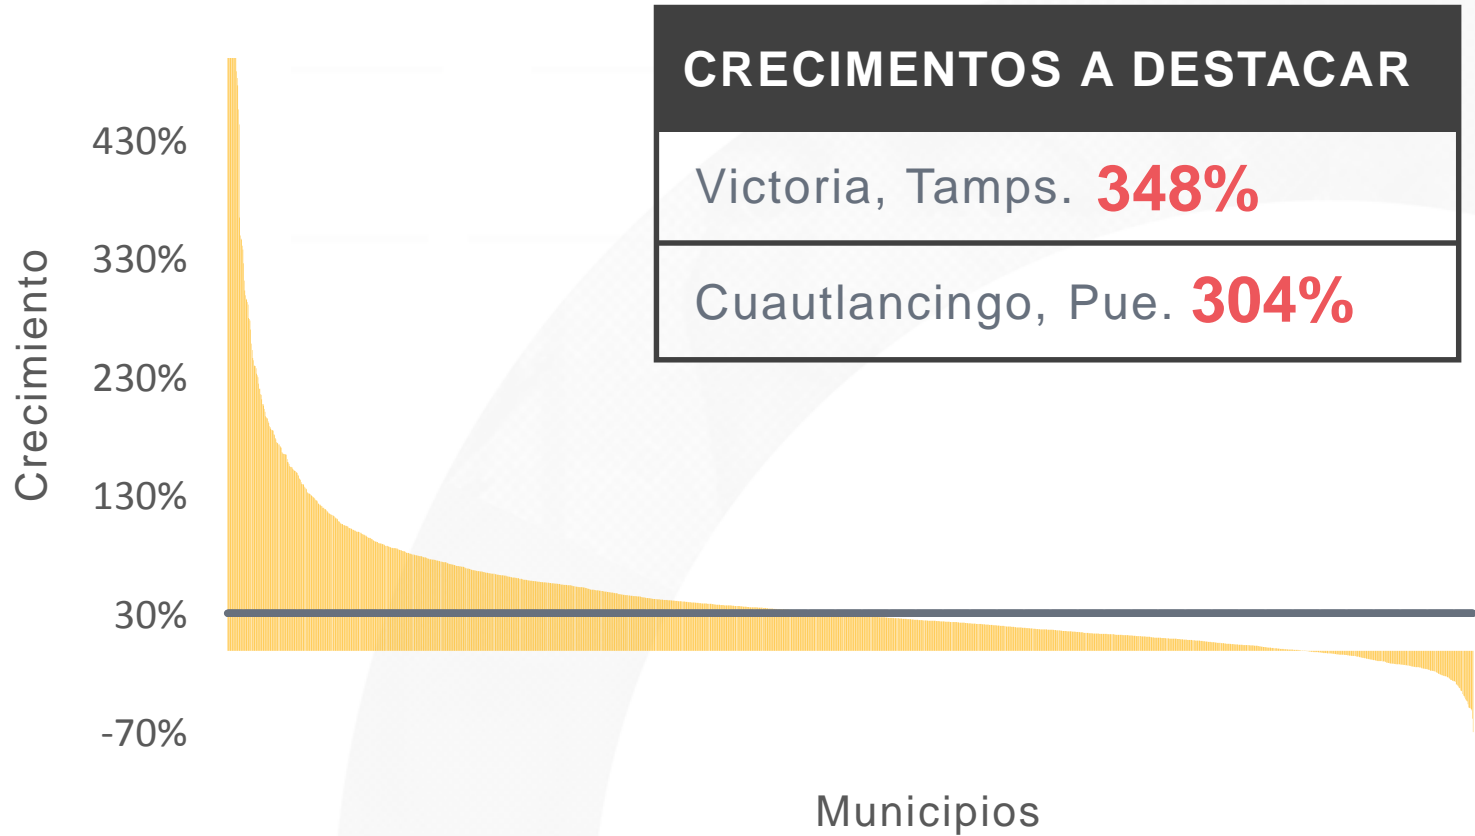 CRECIMENTOS A DESTACAR
Victoria, Tamps. 348%
Cuautlancingo, Pue. 304%
Crecimiento
430%
330%
230%
130%
30%
-70%
Municipios